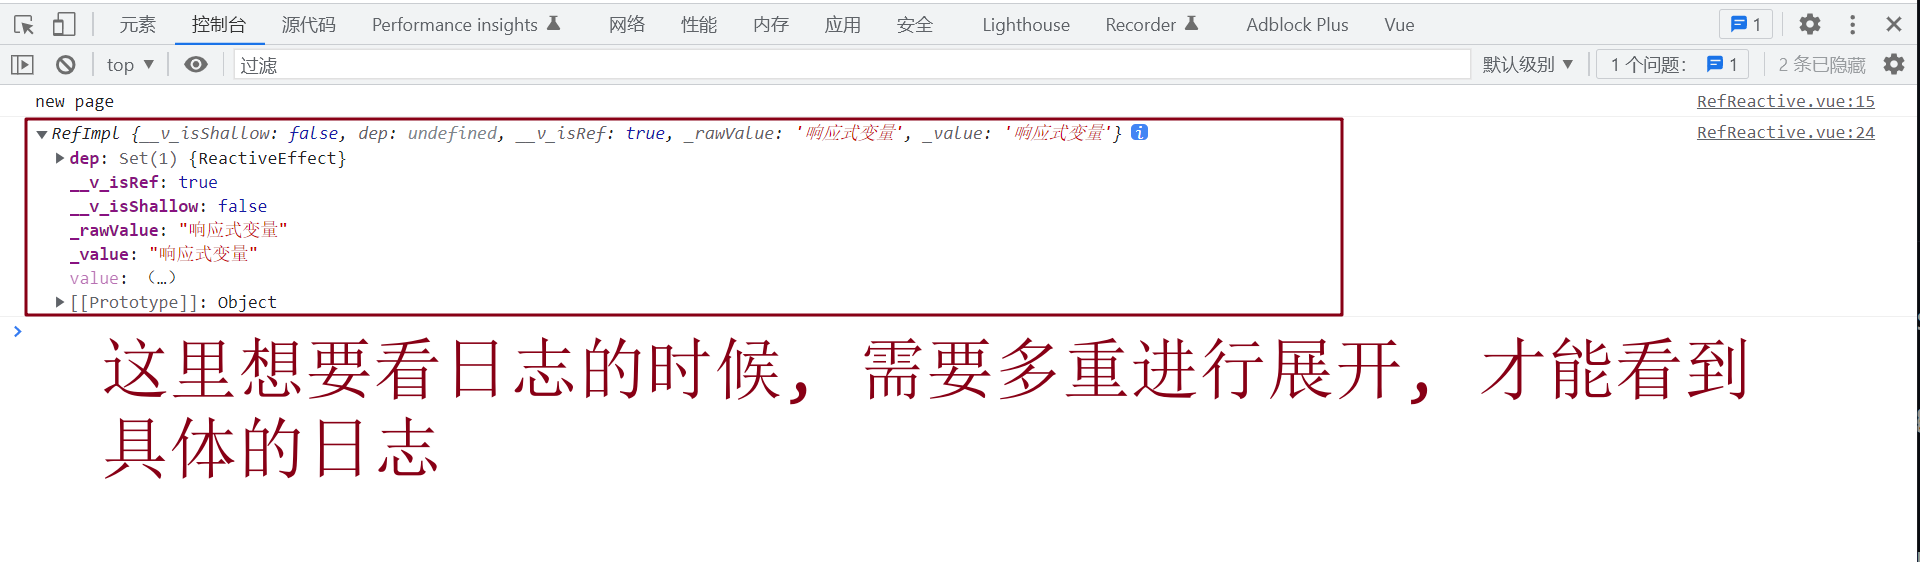 元素 控制台 源代码 Performance insights 网络 性能 内存 应用 安全 Lighthouse Recorder Adblock Plus Vue 1
top 过滤 默认级别 1 个问题： 1 2 条已隐藏
new page RefReactive.vue:15
RefImpl {__v_isShallow: false, dep: undefined, __v_isRef: true, _rawValue: '响应式变量', _value: '响应式变量'} i RefReactive.vue:24
dep: Set(1) {ReactiveEffect}
__v_isRef: true
__v_isShallow: false
_rawValue: "响应式变量"
_value: "响应式变量"
value: (…)
[[Prototype]]: Object
这里想要看日志的时候，需要多重进行展开，才能看到
具体的日志